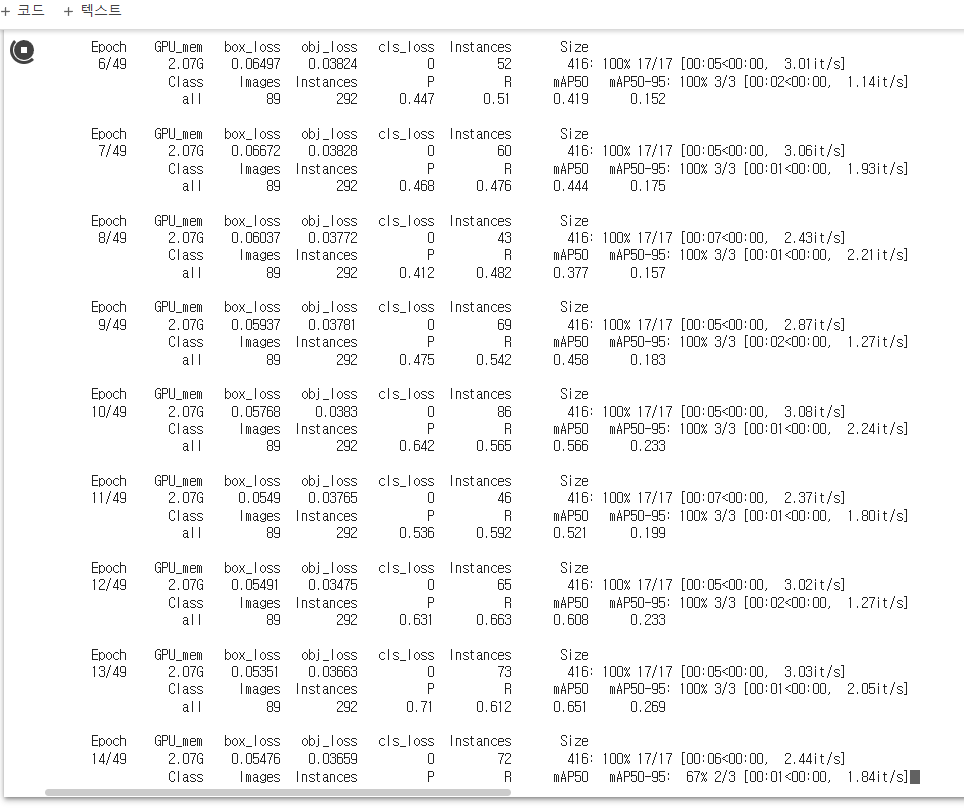 + 코드 + 텍스트
Epoch GPU_mem box_loss obj_loss cls_loss Instances Size
6/49 2.07G 0.06497 0.03824 0 52 416: 100% 17/17 [00:05<00:00, 3.01it/s]
Class Images Instances P R mAP50 mAP50-95: 100% 3/3 [00:02<00:00, 1.14it/s]
all 89 292 0.447 0.51 0.419 0.152
Epoch GPU_mem box_loss obj_loss cls_loss Instances Size
7/49 2.07G 0.06672 0.03828 0 60 416: 100% 17/17 [00:05<00:00, 3.06it/s]
Class Images Instances P R mAP50 mAP50-95: 100% 3/3 [00:01<00:00, 1.93it/s]
all 89 292 0.468 0.476 0.444 0.175
Epoch GPU_mem box_loss obj_loss cls_loss Instances Size
8/49 2.07G 0.06037 0.03772 0 43 416: 100% 17/17 [00:07<00:00, 2.43it/s]
Class Images Instances P R mAP50 mAP50-95: 100% 3/3 [00:01<00:00, 2.21it/s]
all 89 292 0.412 0.482 0.377 0.157
Epoch GPU_mem box_loss obj_loss cls_loss Instances Size
9/49 2.07G 0.05937 0.03781 0 69 416: 100% 17/17 [00:05<00:00, 2.87it/s]
Class Images Instances P R mAP50 mAP50-95: 100% 3/3 [00:02<00:00, 1.27it/s]
all 89 292 0.475 0.542 0.458 0.183
Epoch GPU_mem box_loss obj_loss cls_loss Instances Size
10/49 2.07G 0.05768 0.0383 0 86 416: 100% 17/17 [00:05<00:00, 3.08it/s]
Class Images Instances P R mAP50 mAP50-95: 100% 3/3 [00:01<00:00, 2.24it/s]
all 89 292 0.642 0.565 0.566 0.233
Epoch GPU_mem box_loss obj_loss cls_loss Instances Size
11/49 2.07G 0.0549 0.03765 0 46 416: 100% 17/17 [00:07<00:00, 2.37it/s]
Class Images Instances P R mAP50 mAP50-95: 100% 3/3 [00:01<00:00, 1.80it/s]
all 89 292 0.536 0.592 0.521 0.199
Epoch GPU_mem box_loss obj_loss cls_loss Instances Size
12/49 2.07G 0.05491 0.03475 0 65 416: 100% 17/17 [00:05<00:00, 3.02it/s]
Class Images Instances P R mAP50 mAP50-95: 100% 3/3 [00:02<00:00, 1.27it/s]
all 89 292 0.631 0.663 0.608 0.233
Epoch GPU_mem box_loss obj_loss cls_loss Instances Size
13/49 2.07G 0.05351 0.03663 0 73 416: 100% 17/17 [00:05<00:00, 3.03it/s]
Class Images Instances P R mAP50 mAP50-95: 100% 3/3 [00:01<00:00, 2.05it/s]
all 89 292 0.71 0.612 0.651 0.269
Epoch GPU_mem box_loss obj_loss cls_loss Instances Size
14/49 2.07G 0.05476 0.03659 0 72 416: 100% 17/17 [00:06<00:00, 2.44it/s]
Class Images Instances P R mAP50 mAP50-95: 67% 2/3 [00:01<00:00, 1.84it/s]